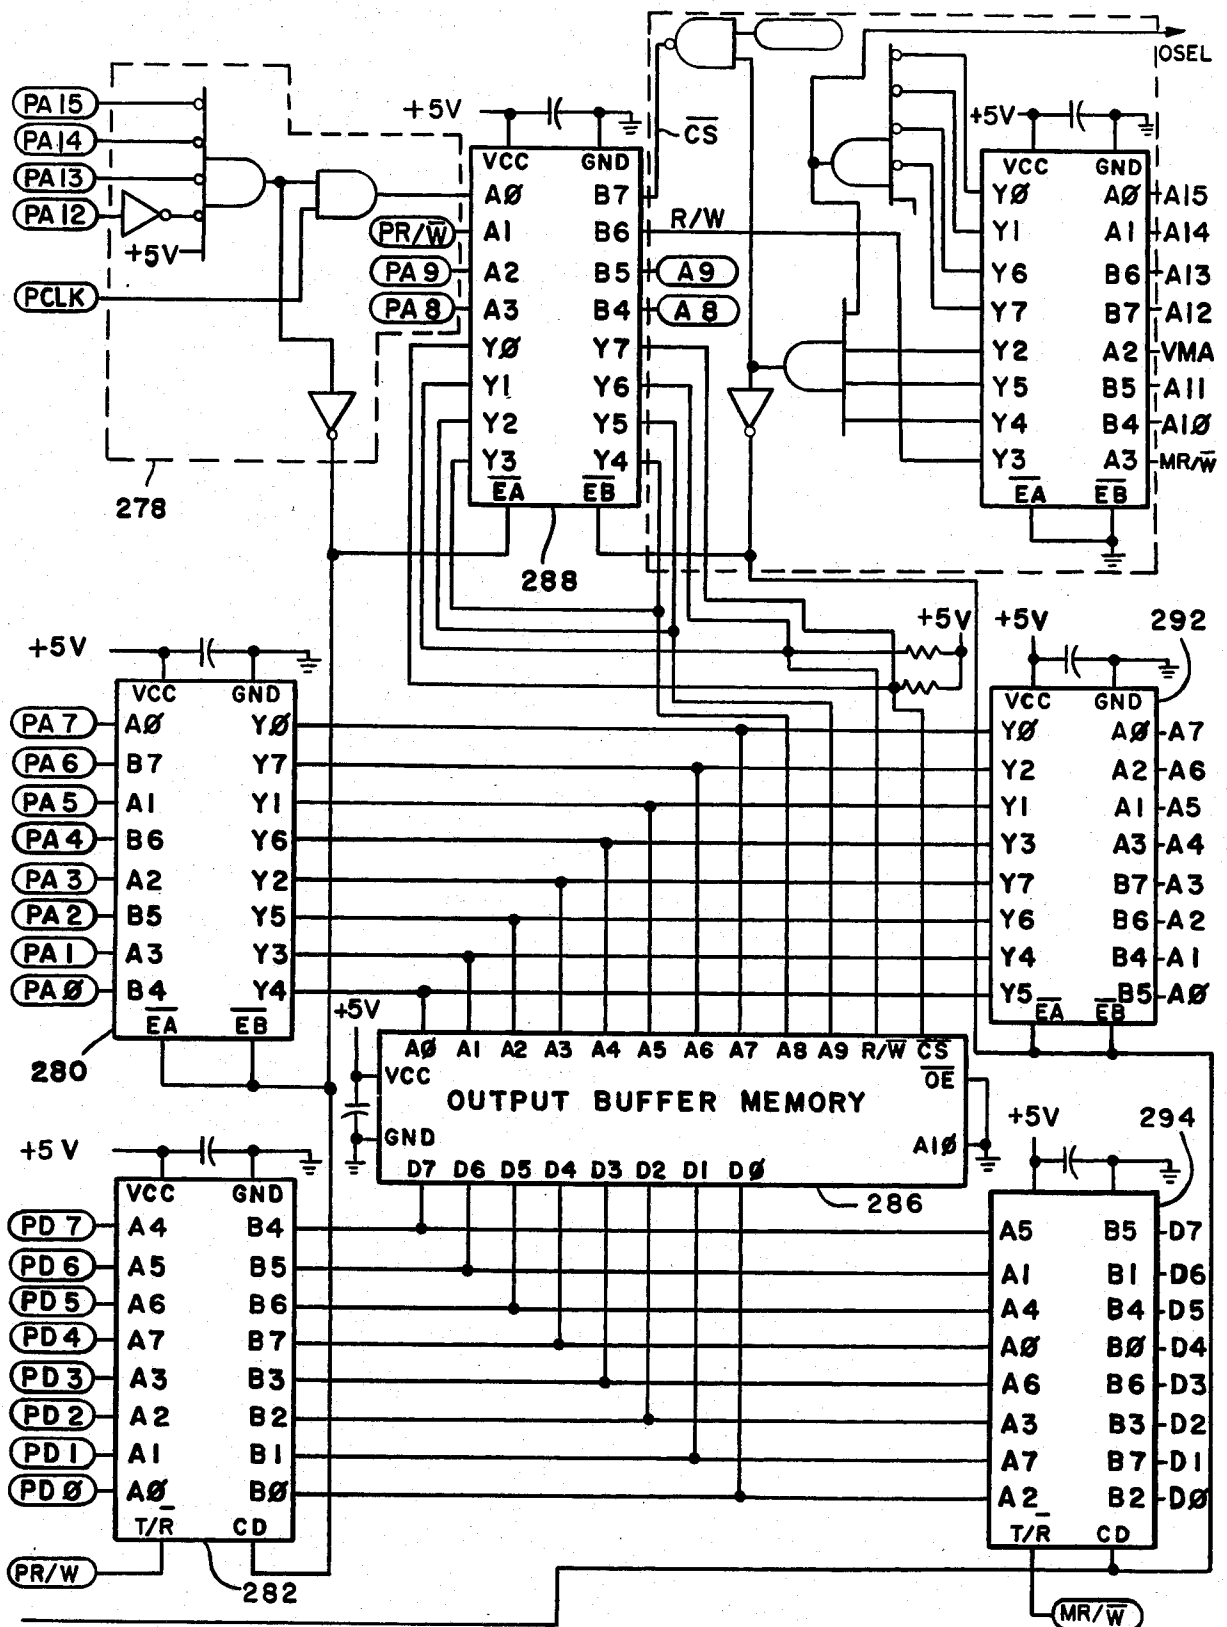 OSEL
PA15
PA14
PA13
PA12
+5V
PCLK
278
+5V
VCC GND
AØ B7
A1 B6
A2 B5
A3 B4
YØ Y7
Y1 Y6
Y2 Y5
Y3 Y4
EA EB
288
PR/W
PA9
PA8
CS
R/W
A9
A8
+5V
VCC GND
YØ AØ A15
Y1 A1 A14
Y6 B6 A13
Y7 B7 A12
Y2 A2 VMA
Y5 B5 A11
Y4 B4 A1Ø
Y3 A3 MR/W
EA EB
+5V
+5V
VCC GND
PA7 AØ YØ
PA6 B7 Y7
PA5 A1 Y1
PA4 B6 Y6
PA3 A2 Y2
PA2 B5 Y5
PA1 A3 Y3
PAØ B4 Y4
EA EB
280
+5V
292
VCC GND
YØ AØ A7
Y2 A2 A6
Y1 A1 A5
Y3 A3 A4
Y7 B7 A3
Y6 B6 A2
Y4 B4 A1
Y5 B5 AØ
EA EB
+5V
AØ A1 A2 A3 A4 A5 A6 A7 A8 A9 R/W CS
VCC OE
OUTPUT BUFFER MEMORY
GND A1Ø
D7 D6 D5 D4 D3 D2 D1 DØ
286
+5V
VCC GND
PD7 A4 B4
PD6 A5 B5
PD5 A6 B6
PD4 A7 B7
PD3 A3 B3
PD2 A2 B2
PD1 A1 B1
PDØ AØ BØ
T/R CD
PR/W
282
+5V
294
A5 B5 D7
A1 B1 D6
A4 B4 D5
AØ BØ D4
A6 B6 D3
A3 B3 D2
A7 B7 D1
A2 B2 DØ
T/R CD
MR/W